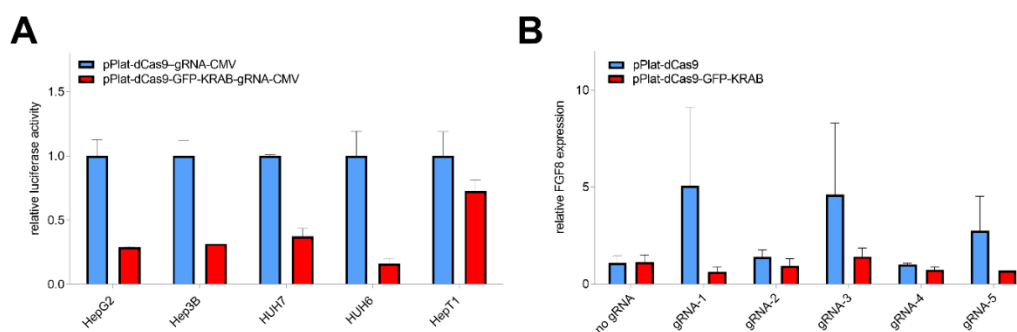 A
pPlat-dCas9–gRNA-CMV
pPlat-dCas9-GFP-KRAB-gRNA-CMV
relative luciferase activity
1.5
1.0
0.5
0.0
HepG2
Hep3B
HUH7
HUH6
HepT1
B
pPlat-dCas9
pPlat-dCas9-GFP-KRAB
relative FGF8 expression
10
5
0
no gRNA
gRNA-1
gRNA-2
gRNA-3
gRNA-4
gRNA-5